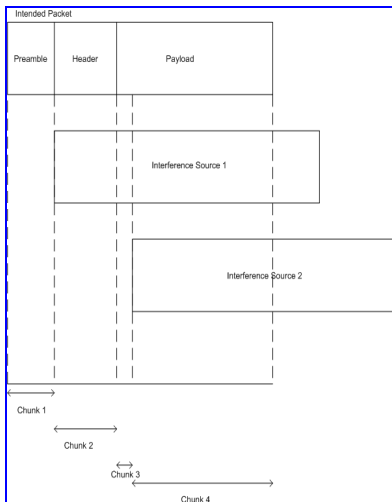 Intended Packet
Preamble
Header
Payload
Interference Source 1
Interference Source 2
Chunk 1
Chunk 2
Chunk 3
Chunk 4